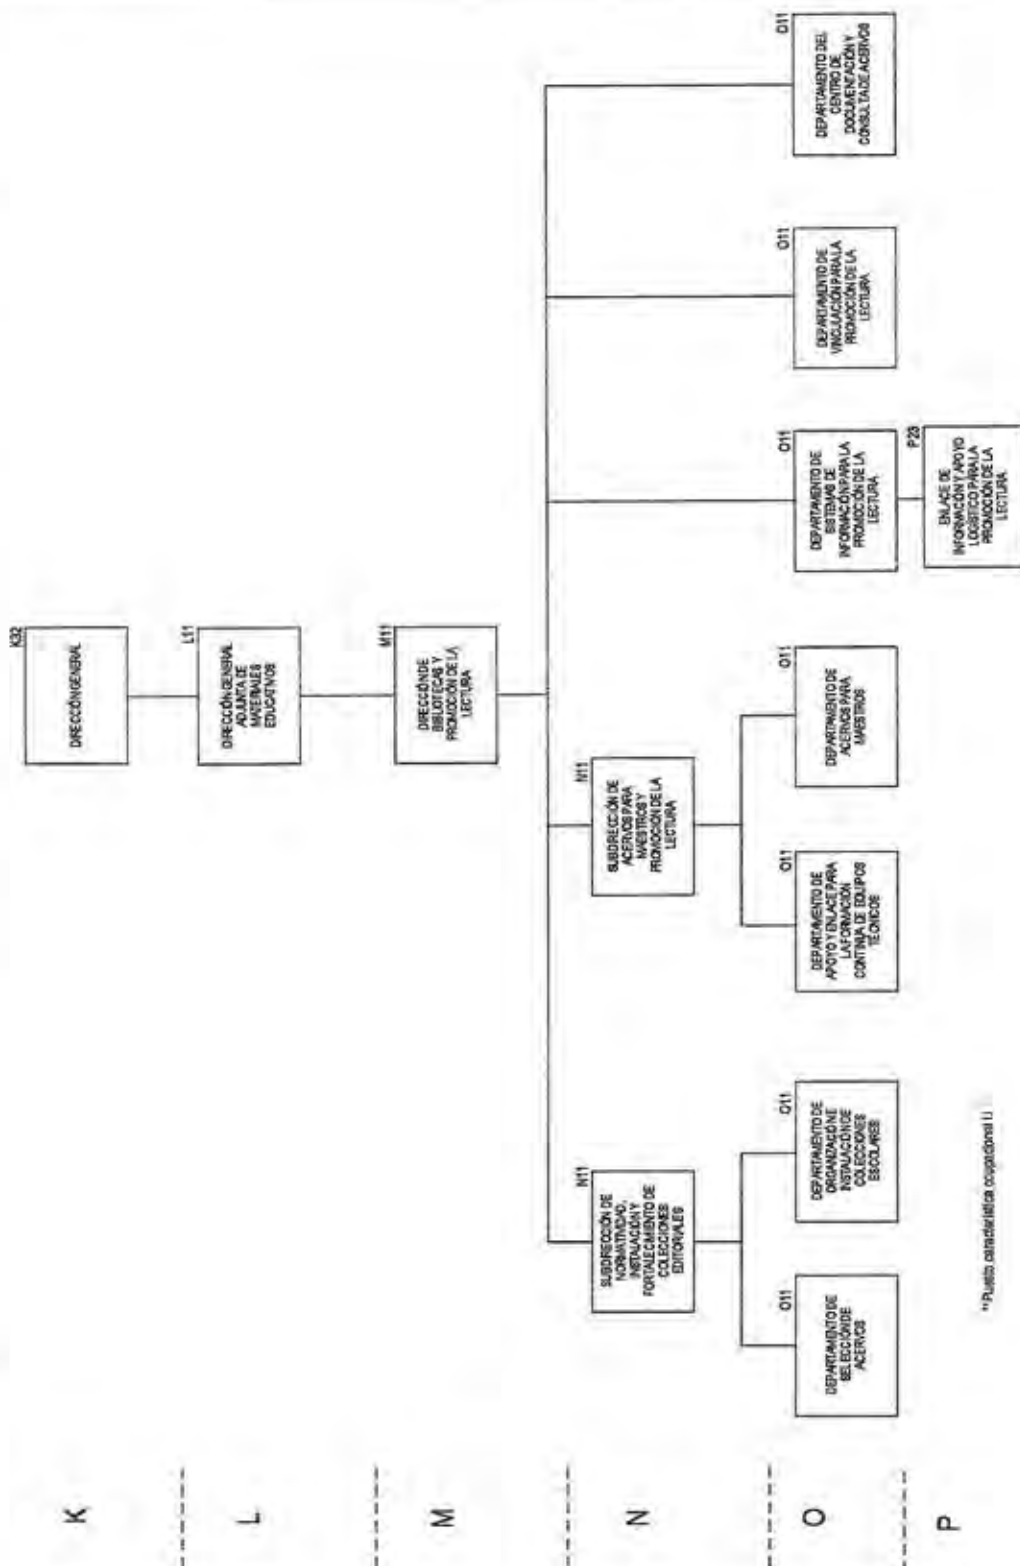 K
L
M
N
O
P
K32
DIRECCIÓN GENERAL
L11
DIRECCIÓN GENERAL
ADJUNTA DE
MATERIALES
EDUCATIVOS
M11
DIRECCIÓN DE
BIBLIOTECAS Y
PROMOCIÓN DE LA
LECTURA
N11
SUBDIRECCIÓN DE
NORMATIVIDAD,
INSTALACIÓN Y
FORTALECIMIENTO DE
COLECCIONES
EDITORIALES
N11
SUBDIRECCIÓN DE
ACERVOS PARA
MAESTROS Y
PROMOCIÓN DE LA
LECTURA
O11
DEPARTAMENTO DE
SELECCIÓN DE
ACERVOS
O11
DEPARTAMENTO DE
ORGANIZACIÓN E
INSTALACIÓN DE
COLECCIONES
ESCOLARES
O11
DEPARTAMENTO DE
APOYO Y ENLACE PARA
LA FORMACIÓN
CONTINUA DE EQUIPOS
TÉCNICOS
O11
DEPARTAMENTO DE
ACERVOS PARA
MAESTROS
O11
DEPARTAMENTO DE
SISTEMAS DE
INFORMACIÓN PARA LA
PROMOCIÓN DE LA
LECTURA
O11
DEPARTAMENTO DE
VINCULACIÓN PARA LA
PROMOCIÓN DE LA
LECTURA
O11
DEPARTAMENTO DEL
CENTRO DE
DOCUMENTACIÓN Y
CONSULTA DE ACERVOS
P23
ENLACE DE
INFORMACIÓN Y APOYO
LOGÍSTICO PARA LA
PROMOCIÓN DE LA
LECTURA
**Puesto característica ocupacional